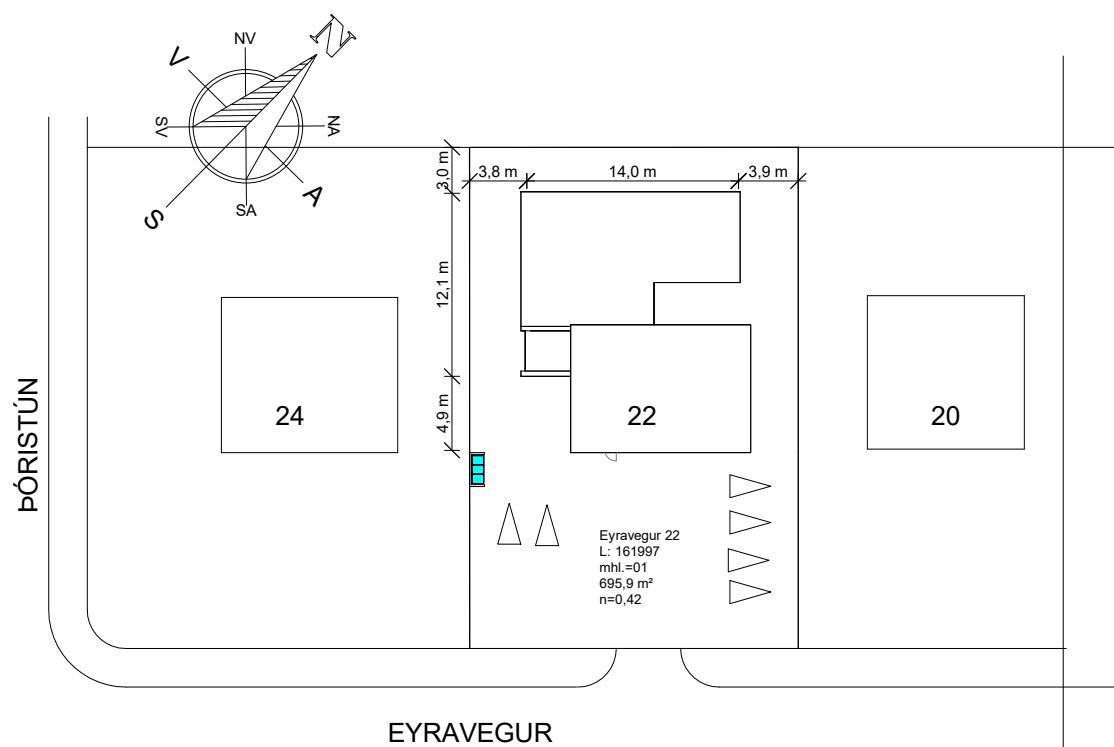 NV
N
V
SV
NA
S
SA
A
3,0 m
3,8 m
14,0 m
3,9 m
12,1 m
4,9 m
24
22
20
ÞÓRISTÚN
Eyravegur 22
L: 161997
mhl.=01
695,9 m²
n=0,42
EYRAVEGUR